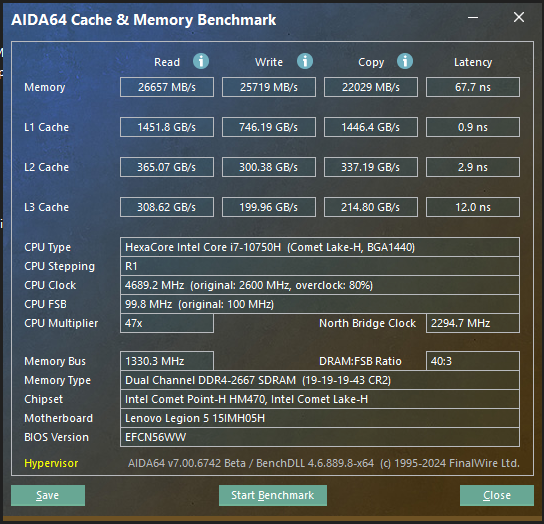 AIDA64 Cache & Memory Benchmark
Read Write Copy Latency
Memory 26657 MB/s 25719 MB/s 22029 MB/s 67.7 ns
L1 Cache 1451.8 GB/s 746.19 GB/s 1446.4 GB/s 0.9 ns
L2 Cache 365.07 GB/s 300.38 GB/s 337.19 GB/s 2.9 ns
L3 Cache 308.62 GB/s 199.96 GB/s 214.80 GB/s 12.0 ns
CPU Type HexaCore Intel Core i7-10750H (Comet Lake-H, BGA1440)
CPU Stepping R1
CPU Clock 4689.2 MHz (original: 2600 MHz, overclock: 80%)
CPU FSB 99.8 MHz (original: 100 MHz)
CPU Multiplier 47x North Bridge Clock 2294.7 MHz
Memory Bus 1330.3 MHz DRAM:FSB Ratio 40:3
Memory Type Dual Channel DDR4-2667 SDRAM (19-19-19-43 CR2)
Chipset Intel Comet Point-H HM470, Intel Comet Lake-H
Motherboard Lenovo Legion 5 15IMH05H
BIOS Version EFCN56WW
Hypervisor AIDA64 v7.00.6742 Beta / BenchDLL 4.6.889.8-x64 (c) 1995-2024 FinalWire Ltd.
Save Start Benchmark Close